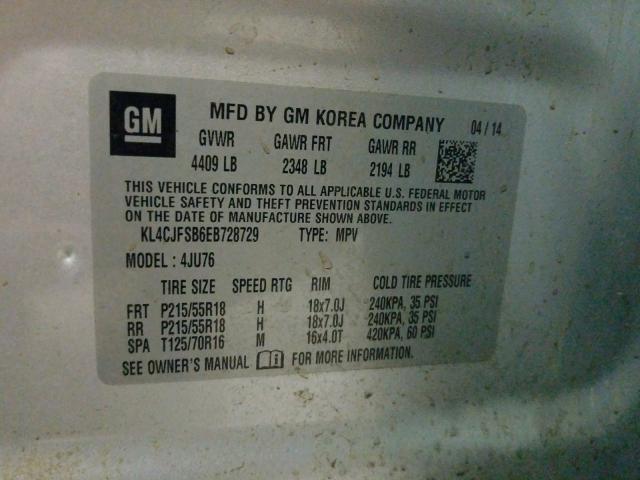 GM
MFD BY GM KOREA COMPANY 04 / 14
GVWR GAWR FRT GAWR RR
4409 LB 2348 LB 2194 LB
THIS VEHICLE CONFORMS TO ALL APPLICABLE U.S. FEDERAL MOTOR
VEHICLE SAFETY AND THEFT PREVENTION STANDARDS IN EFFECT
ON THE DATE OF MANUFACTURE SHOWN ABOVE.
KL4CJFSB6EB728729 TYPE: MPV
MODEL : 4JU76
TIRE SIZE SPEED RTG RIM COLD TIRE PRESSURE
FRT P215/55R18 H 18x7.0J 240KPA, 35 PSI
RR P215/55R18 H 18x7.0J 240KPA, 35 PSI
SPA T125/70R16 M 16x4.0T 420KPA, 60 PSI
SEE OWNER'S MANUAL FOR MORE INFORMATION.